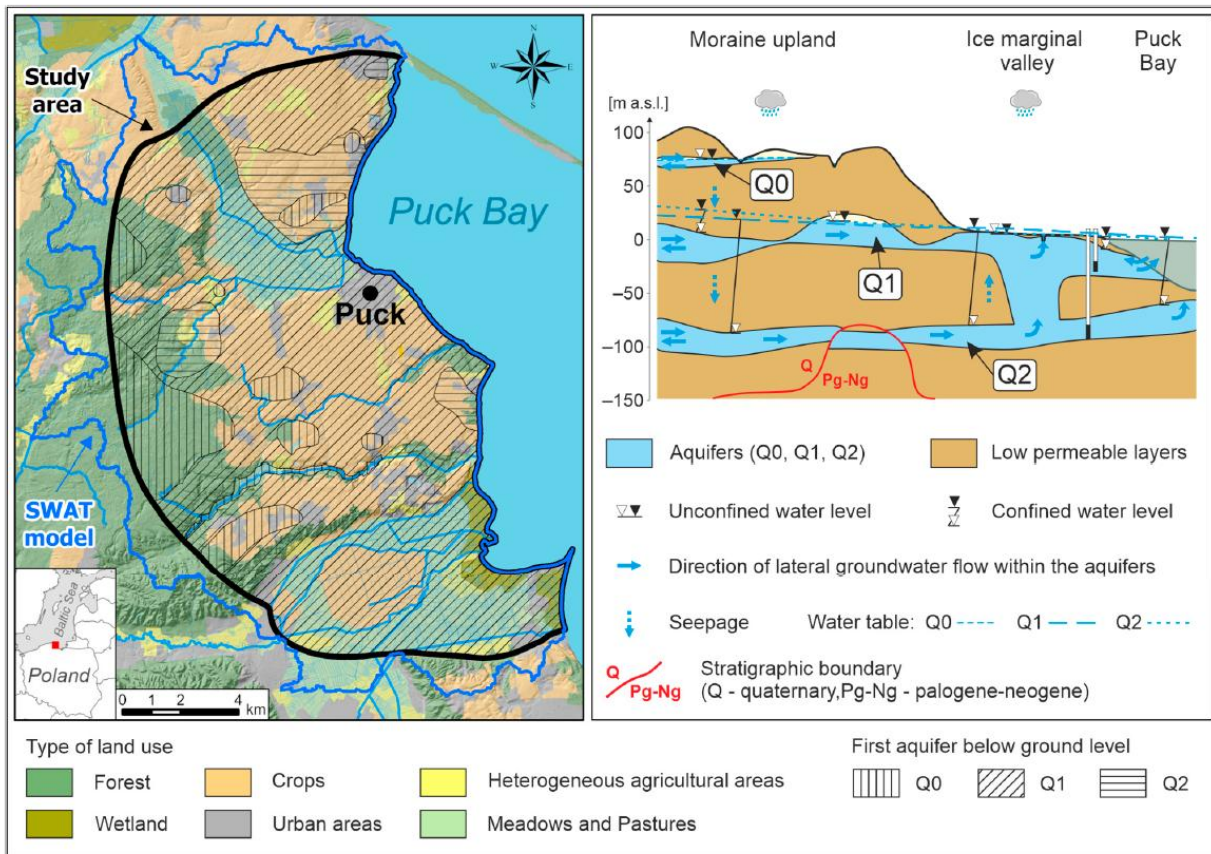 Study
area
N
W
E
S
Puck Bay
Puck
SWAT
model
Baltic Sea
Poland
0 1 2 4
km
Moraine upland
Ice marginal
valley
Puck
Bay
[m a.s.l.]
100
50
0
−50
−100
−150
Q0
Q1
Q2
Q
Pg-Ng
Aquifers (Q0, Q1, Q2)
Low permeable layers
Unconfined water level
Confined water level
Direction of lateral groundwater flow within the aquifers
Seepage
Water table: Q0 Q1 Q2
Q
Pg-Ng
Stratigraphic boundary
(Q - quaternary,Pg-Ng - palogene-neogene)
Type of land use
Forest
Crops
Heterogeneous agricultural areas
Wetland
Urban areas
Meadows and Pastures
First aquifer below ground level
Q0
Q1
Q2